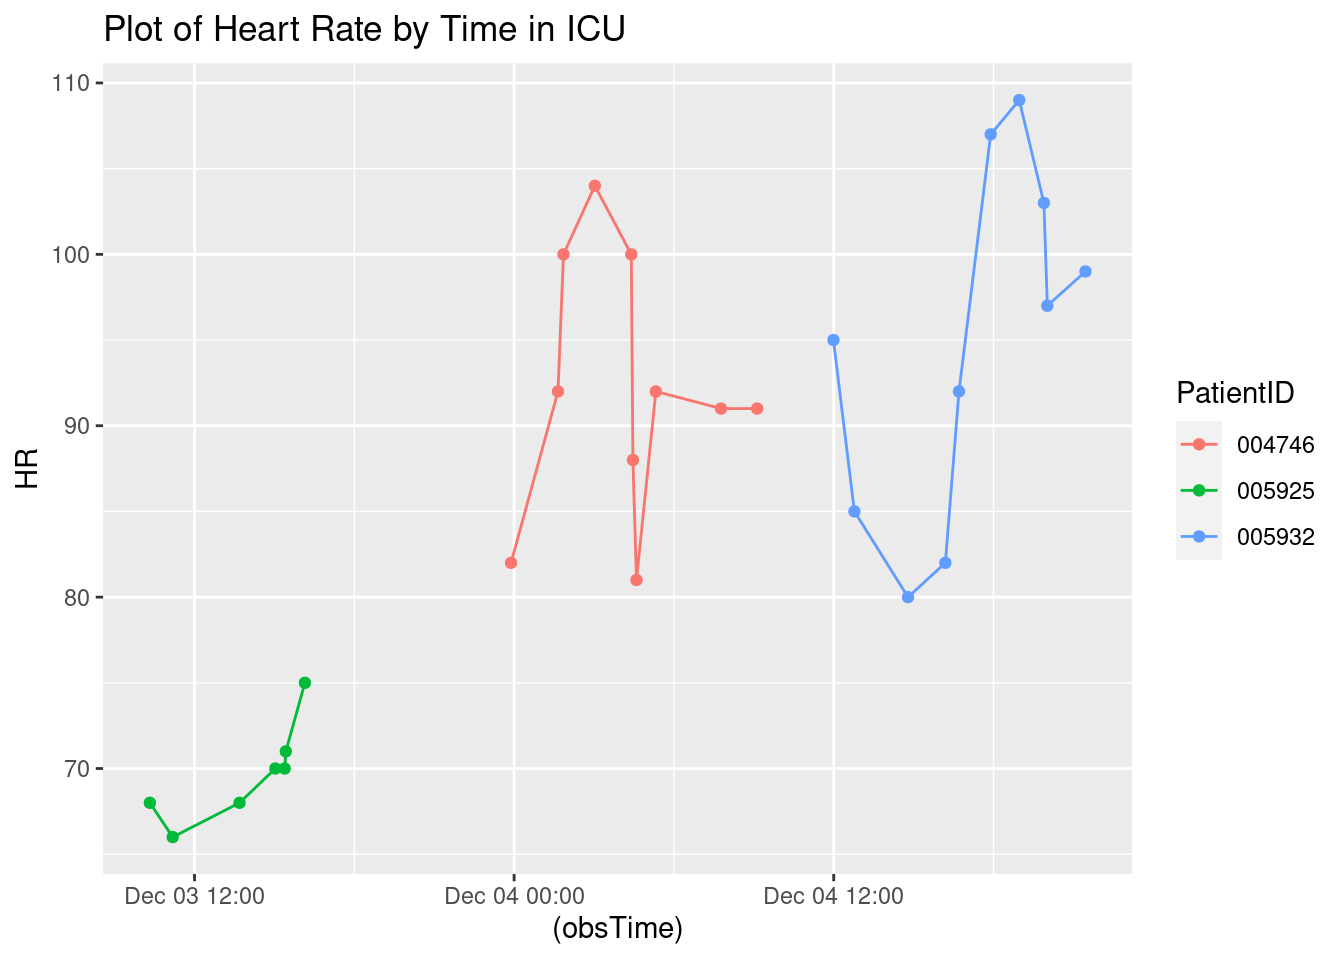 Plot of Heart Rate by Time in ICU
110
100
90
80
70
HR
Dec 03 12:00
Dec 04 00:00
Dec 04 12:00
(obsTime)
PatientID
004746
005925
005932